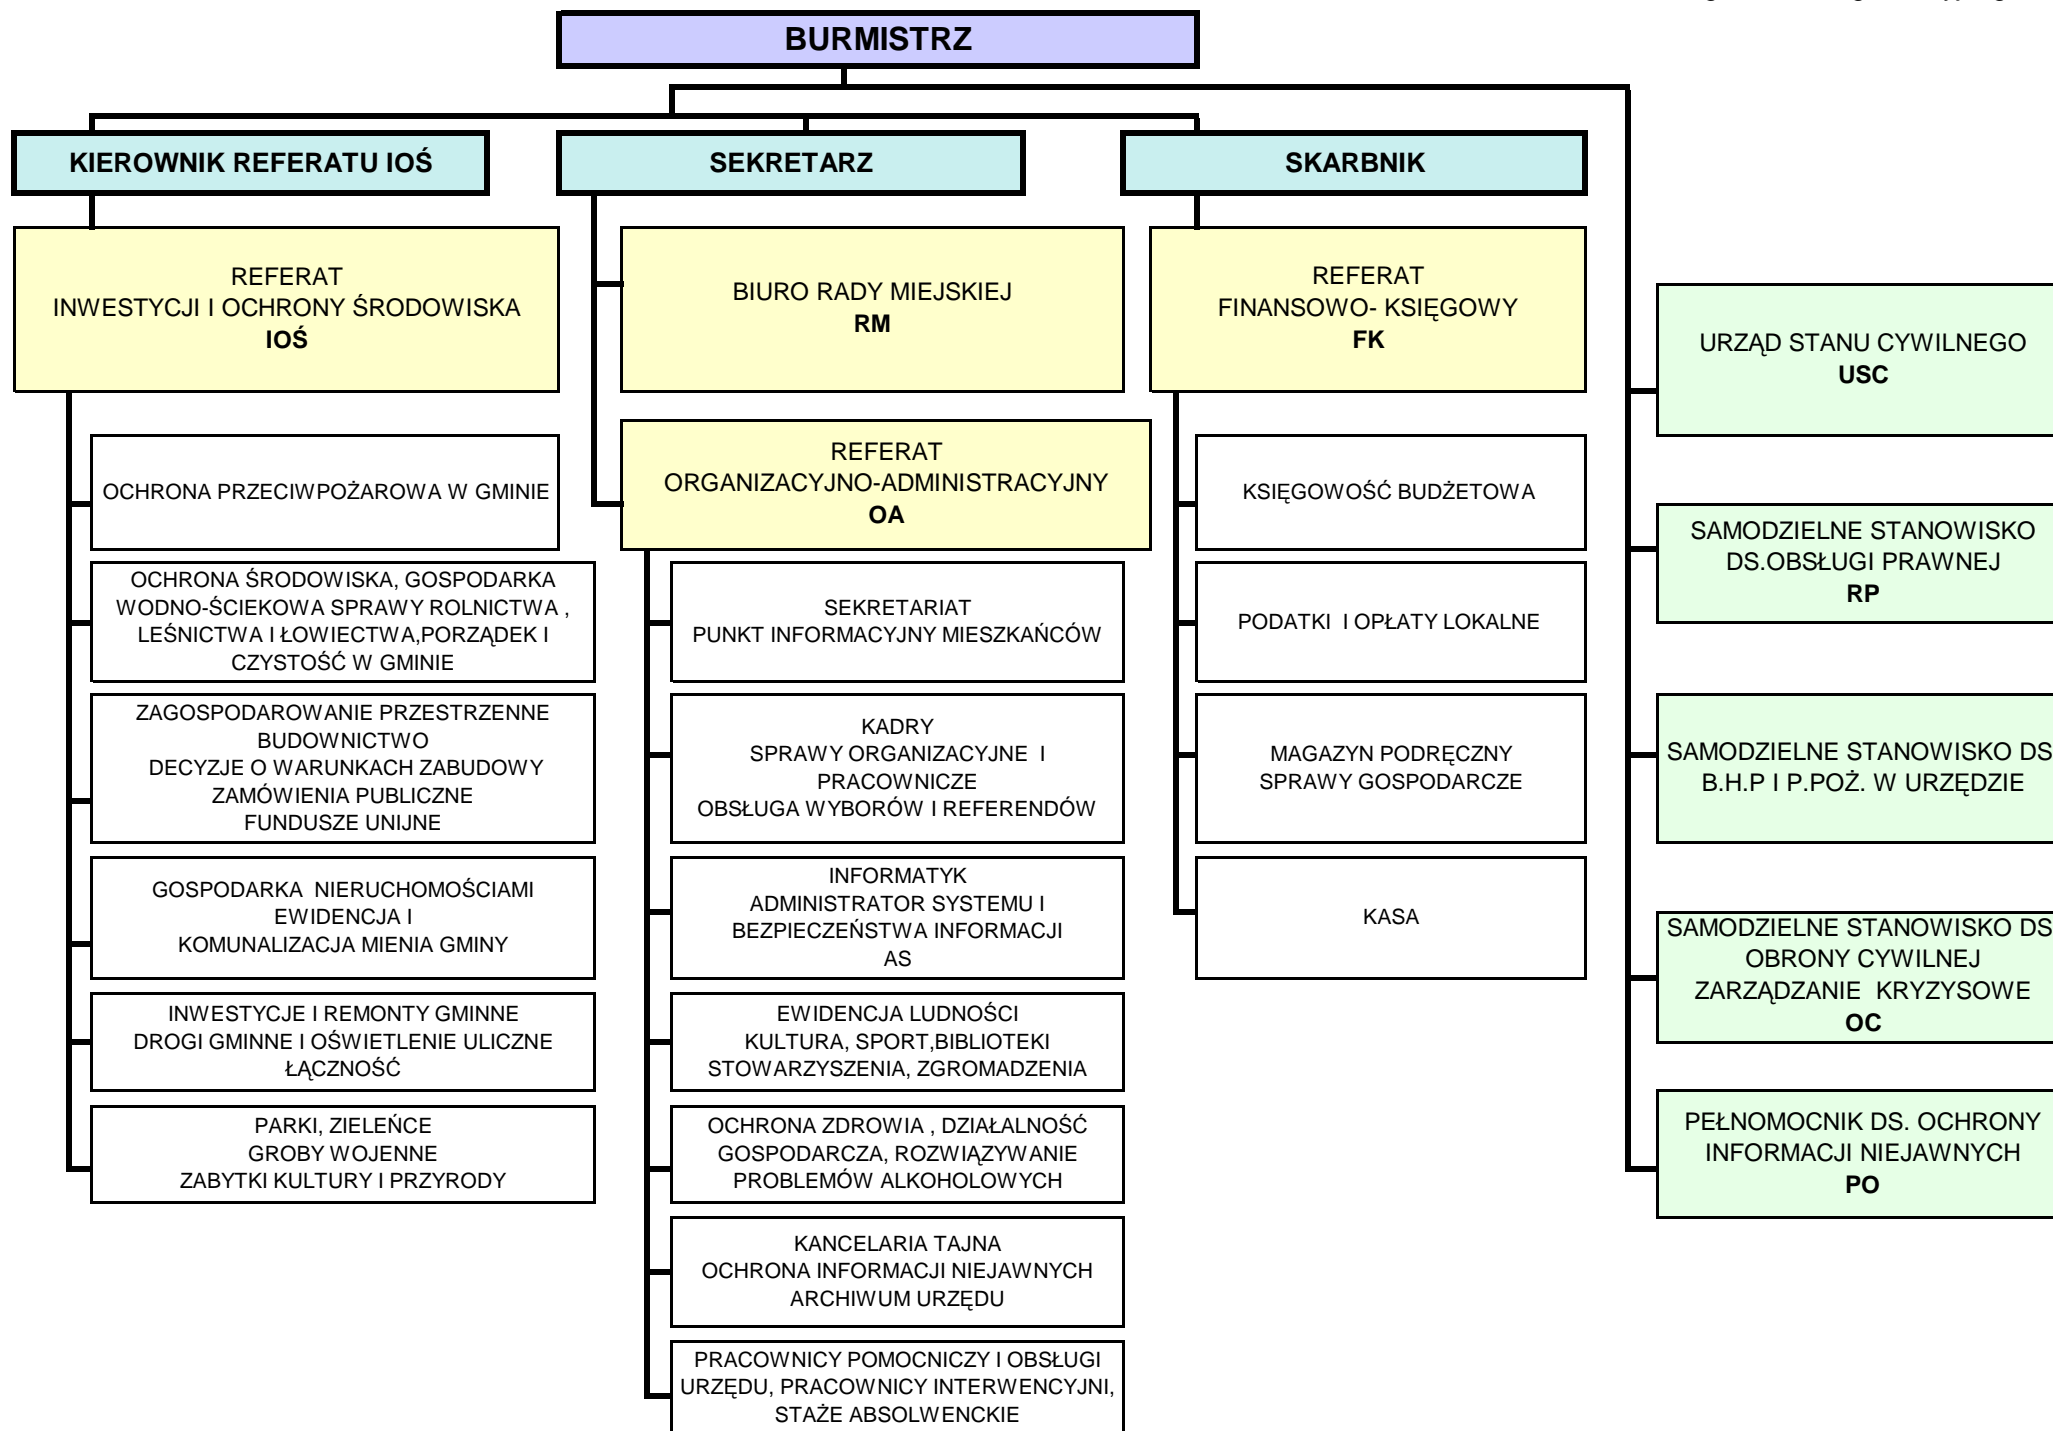 BURMISTRZ
KIEROWNIK REFERATU IOŚ
SEKRETARZ
SKARBNIK
REFERAT
INWESTYCJI I OCHRONY ŚRODOWISKA
IOŚ
BIURO RADY MIEJSKIEJ
RM
REFERAT
FINANSOWO- KSIĘGOWY
FK
URZĄD STANU CYWILNEGO
USC
REFERAT
ORGANIZACYJNO-ADMINISTRACYJNY
OA
OCHRONA PRZECIWPOŻAROWA W GMINIE
OCHRONA ŚRODOWISKA, GOSPODARKA
WODNO-ŚCIEKOWA SPRAWY ROLNICTWA ,
LEŚNICTWA I ŁOWIECTWA,PORZĄDEK I
CZYSTOŚĆ W GMINIE
ZAGOSPODAROWANIE PRZESTRZENNE
BUDOWNICTWO
DECYZJE O WARUNKACH ZABUDOWY
ZAMÓWIENIA PUBLICZNE
FUNDUSZE UNIJNE
GOSPODARKA NIERUCHOMOŚCIAMI
EWIDENCJA I
KOMUNALIZACJA MIENIA GMINY
INWESTYCJE I REMONTY GMINNE
DROGI GMINNE I OŚWIETLENIE ULICZNE
ŁĄCZNOŚĆ
PARKI, ZIELEŃCE
GROBY WOJENNE
ZABYTKI KULTURY I PRZYRODY
SEKRETARIAT
PUNKT INFORMACYJNY MIESZKAŃCÓW
KADRY
SPRAWY ORGANIZACYJNE I
PRACOWNICZE
OBSŁUGA WYBORÓW I REFERENDÓW
INFORMATYK
ADMINISTRATOR SYSTEMU I
BEZPIECZEŃSTWA INFORMACJI
AS
EWIDENCJA LUDNOŚCI
KULTURA, SPORT,BIBLIOTEKI
STOWARZYSZENIA, ZGROMADZENIA
OCHRONA ZDROWIA , DZIAŁALNOŚĆ
GOSPODARCZA, ROZWIĄZYWANIE
PROBLEMÓW ALKOHOLOWYCH
KANCELARIA TAJNA
OCHRONA INFORMACJI NIEJAWNYCH
ARCHIWUM URZĘDU
PRACOWNICY POMOCNICZY I OBSŁUGI
URZĘDU, PRACOWNICY INTERWENCYJNI,
STAŻE ABSOLWENCKIE
KSIĘGOWOŚĆ BUDŻETOWA
PODATKI I OPŁATY LOKALNE
MAGAZYN PODRĘCZNY
SPRAWY GOSPODARCZE
KASA
SAMODZIELNE STANOWISKO
DS.OBSŁUGI PRAWNEJ
RP
SAMODZIELNE STANOWISKO DS
B.H.P I P.POŻ. W URZĘDZIE
SAMODZIELNE STANOWISKO DS
OBRONY CYWILNEJ
ZARZĄDZANIE KRYZYSOWE
OC
PEŁNOMOCNIK DS. OCHRONY
INFORMACJI NIEJAWNYCH
PO